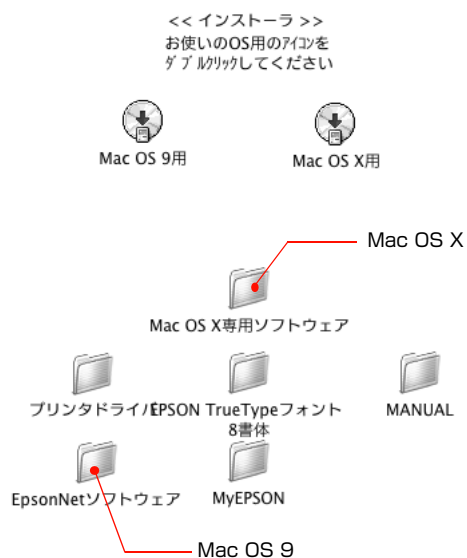 << インストーラ >>
お使いのOS用のアイコンを
ダブルクリックしてください
Mac OS 9用
Mac OS X用
Mac OS X
Mac OS X専用ソフトウェア
プリンタドライバ
EPSON TrueTypeフォント
8書体
MANUAL
EpsonNetソフトウェア
MyEPSON
Mac OS 9